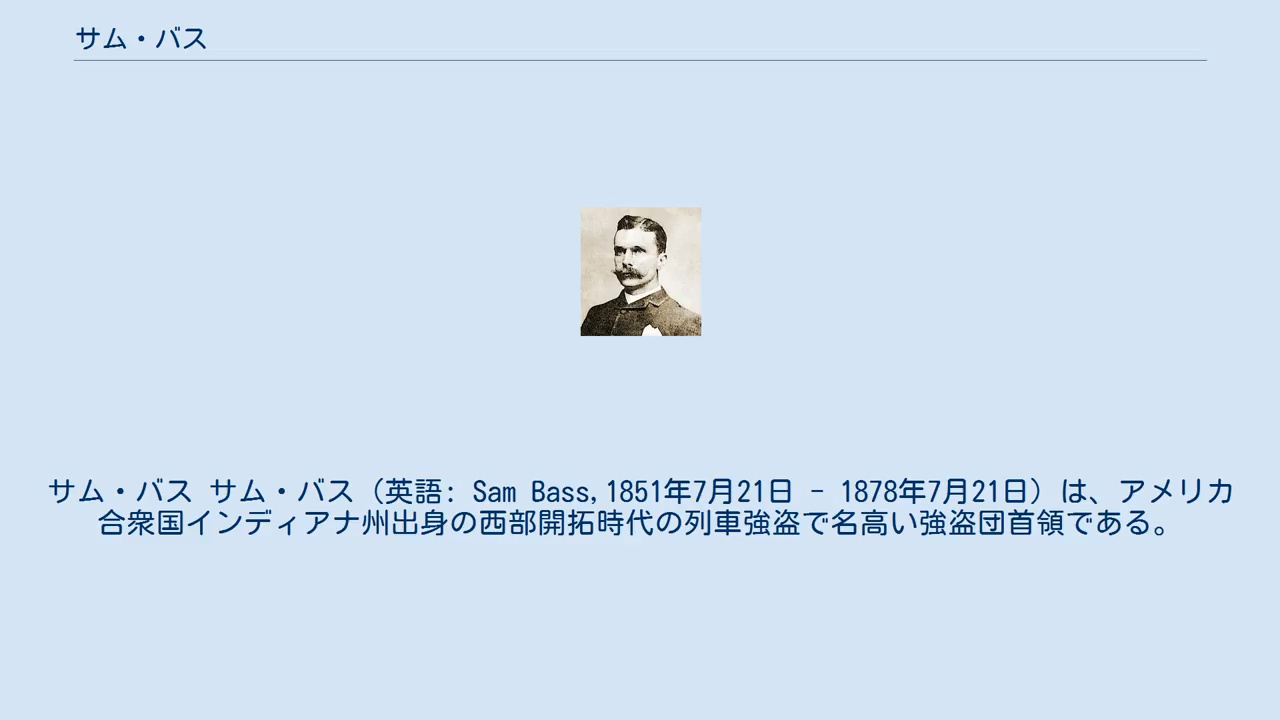 サム・バス
サム・バス サム・バス（英語: Sam Bass,1851年7月21日 - 1878年7月21日）は、アメリカ
合衆国インディアナ州出身の西部開拓時代の列車強盗で名高い強盗団首領である。